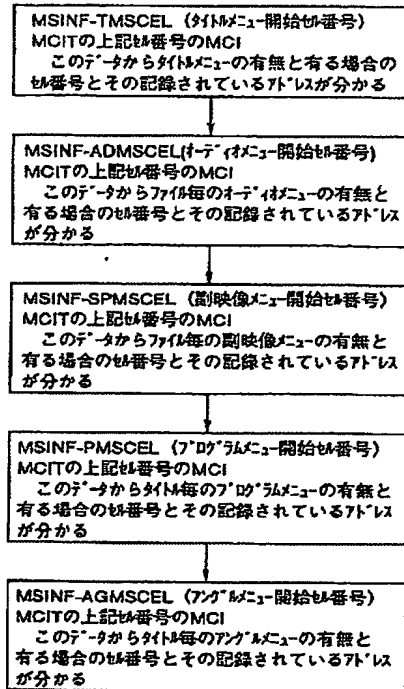 MSINF-TMSCEL (ﾀｲﾄﾙﾒﾆｭー開始ｾﾙ番号)
MCITの上記ｾﾙ番号のMCI
このﾃﾞｰﾀからﾀｲﾄﾙﾒﾆｭーの有無と有る場合の
ｾﾙ番号とその記録されているｱﾄﾞﾚｽが分かる
MSINF-ADMSCEL(ｵーﾃﾞｨｵﾒﾆｭー開始ｾﾙ番号)
MCITの上記ｾﾙ番号のMCI
このﾃﾞｰﾀからﾌｧｲﾙ毎のｵーﾃﾞｨｵﾒﾆｭーの有無と
有る場合のｾﾙ番号とその記録されているｱﾄﾞﾚｽ
が分かる
MSINF-SPMSCEL (副映像ﾒﾆｭー開始ｾﾙ番号)
MCITの上記ｾﾙ番号のMCI
このﾃﾞｰﾀからﾌｧｲﾙ毎の副映像ﾒﾆｭーの有無と
有る場合のｾﾙ番号とその記録されているｱﾄﾞﾚｽ
が分かる
MSINF-PMSCEL (ﾌﾟﾛｸﾞﾗﾑﾒﾆｭー開始ｾﾙ番号)
MCITの上記ｾﾙ番号のMCI
このﾃﾞｰﾀからﾀｲﾄﾙ毎のﾌﾟﾛｸﾞﾗﾑﾒﾆｭーの有無と
有る場合のｾﾙ番号とその記録されているｱﾄﾞﾚｽ
が分かる
MSINF-AGMSCEL (ｱﾝｸﾞﾙﾒﾆｭー開始ｾﾙ番号)
MCITの上記ｾﾙ番号のMCI
このﾃﾞｰﾀからﾀｲﾄﾙ毎のｱﾝｸﾞﾙﾒﾆｭーの有無と
有る場合のｾﾙ番号とその記録されているｱﾄﾞﾚｽ
が分かる